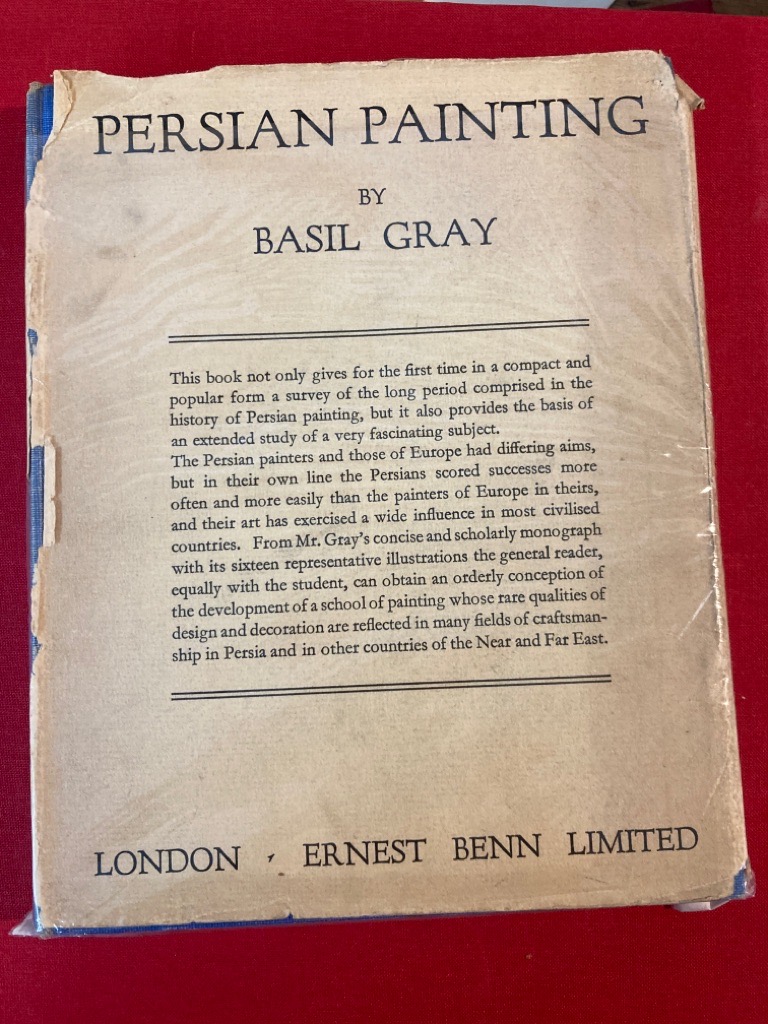 PERSIAN PAINTING
BY
BASIL GRAY
This book not only gives for the first time in a compact and
popular form a survey of the long period comprised in the
history of Persian painting, but it also provides the basis of
an extended study of a very fascinating subject.
The Persian painters and those of Europe had differing aims,
but in their own line the Persians scored successes more
often and more easily than the painters of Europe in theirs,
and their art has exercised a wide influence in most civilised
countries. From Mr. Gray's concise and scholarly monograph
with its sixteen representative illustrations the general reader,
equally with the student, can obtain an orderly conception of
the development of a school of painting whose rare qualities of
design and decoration are reflected in many fields of craftsman-
ship in Persia and in other countries of the Near and Far East.
LONDON · ERNEST BENN LIMITED